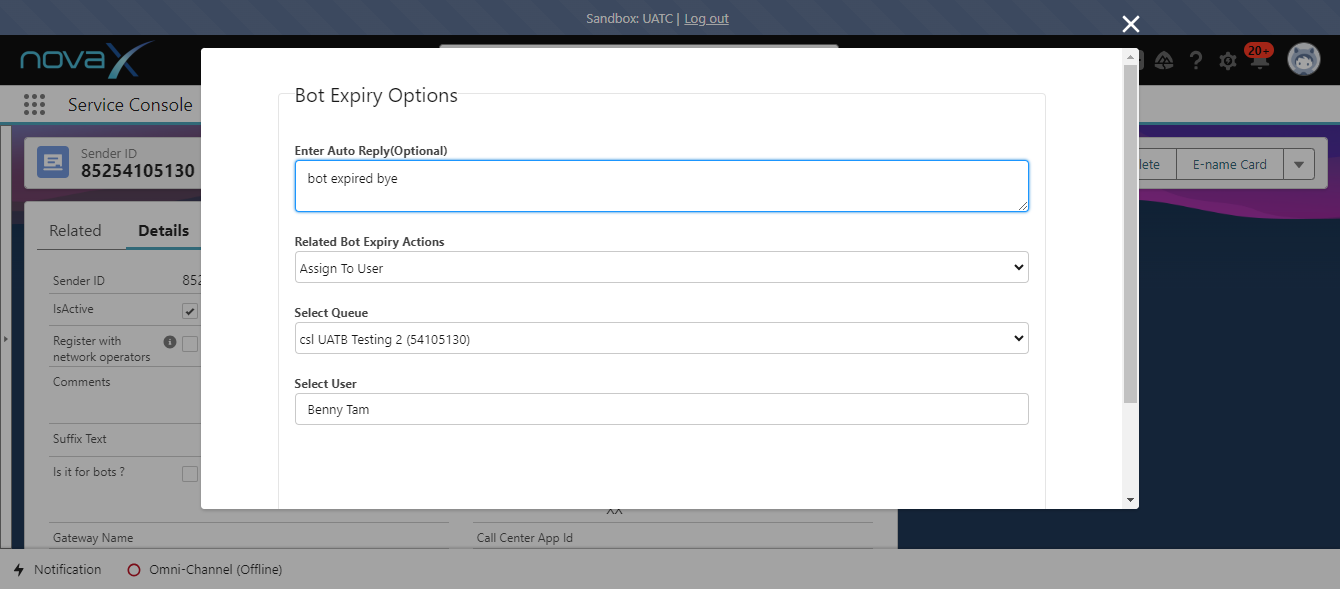 Sandbox: UATC | Log out
novaX
20+
Service Console
Sender ID
85254105130
E-name Card
Related
Details
Sender ID
IsActive
Register with
network operators
Comments
Suffix Text
Is it for bots ?
Gateway Name
Call Center App Id
Bot Expiry Options
Enter Auto Reply(Optional)
bot expired bye
Related Bot Expiry Actions
Assign To User
Select Queue
csl UATB Testing 2 (54105130)
Select User
Benny Tam
Notification
Omni-Channel (Offline)